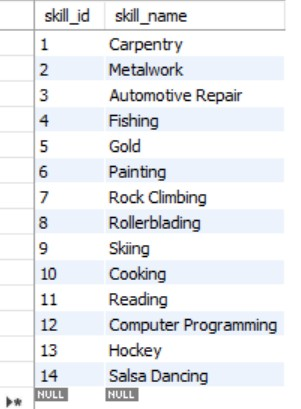 skill_id skill_name
1 Carpentry
2 Metalwork
3 Automotive Repair
4 Fishing
5 Gold
6 Painting
7 Rock Climbing
8 Rollerblading
9 Skiing
10 Cooking
11 Reading
12 Computer Programming
13 Hockey
14 Salsa Dancing
NULL NULL